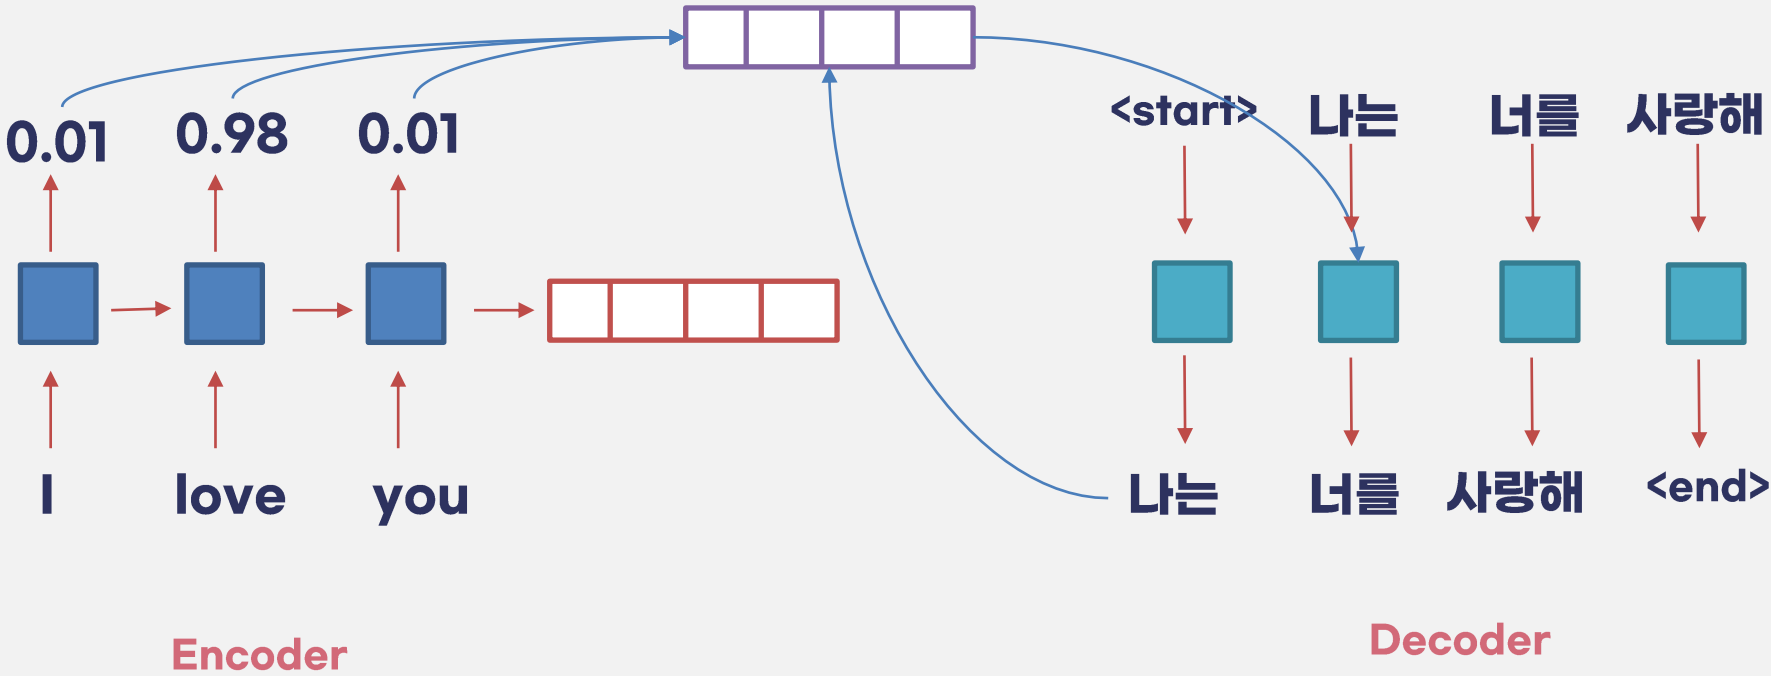 <start> 나는 너를 사랑해
0.01 0.98 0.01
I love you
나는 너를 사랑해 <end>
Encoder
Decoder